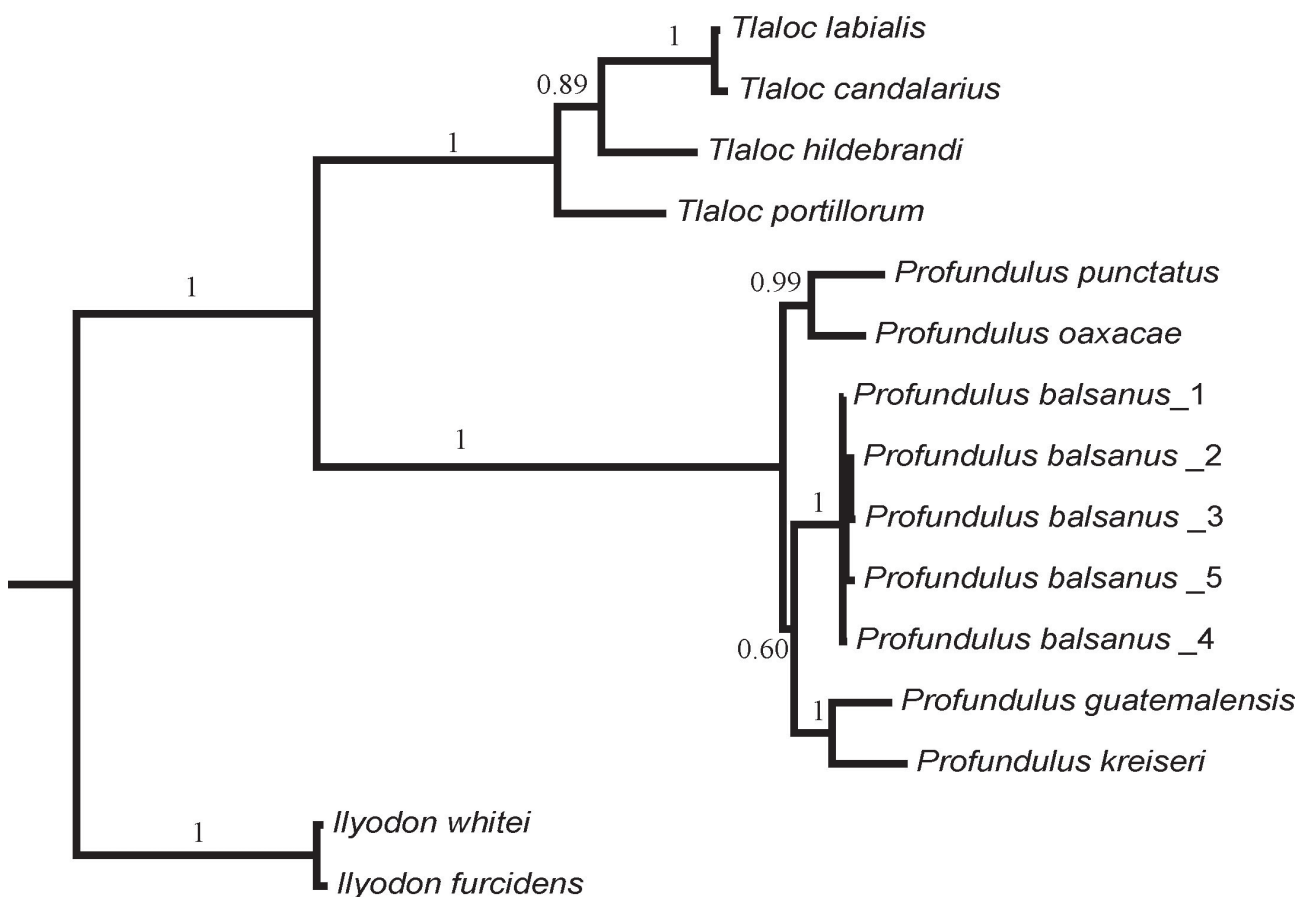 1
Tlaloc labialis
0.89
Tlaloc candalarius
1
Tlaloc hildebrandi
Tlaloc portillorum
1
0.99
Profundulus punctatus
Profundulus oaxacae
Profundulus balsanus_1
1
Profundulus balsanus _2
1
Profundulus balsanus _3
Profundulus balsanus _5
Profundulus balsanus _4
0.60
1
Profundulus guatemalensis
Profundulus kreiseri
1
Ilyodon whitei
Ilyodon furcidens